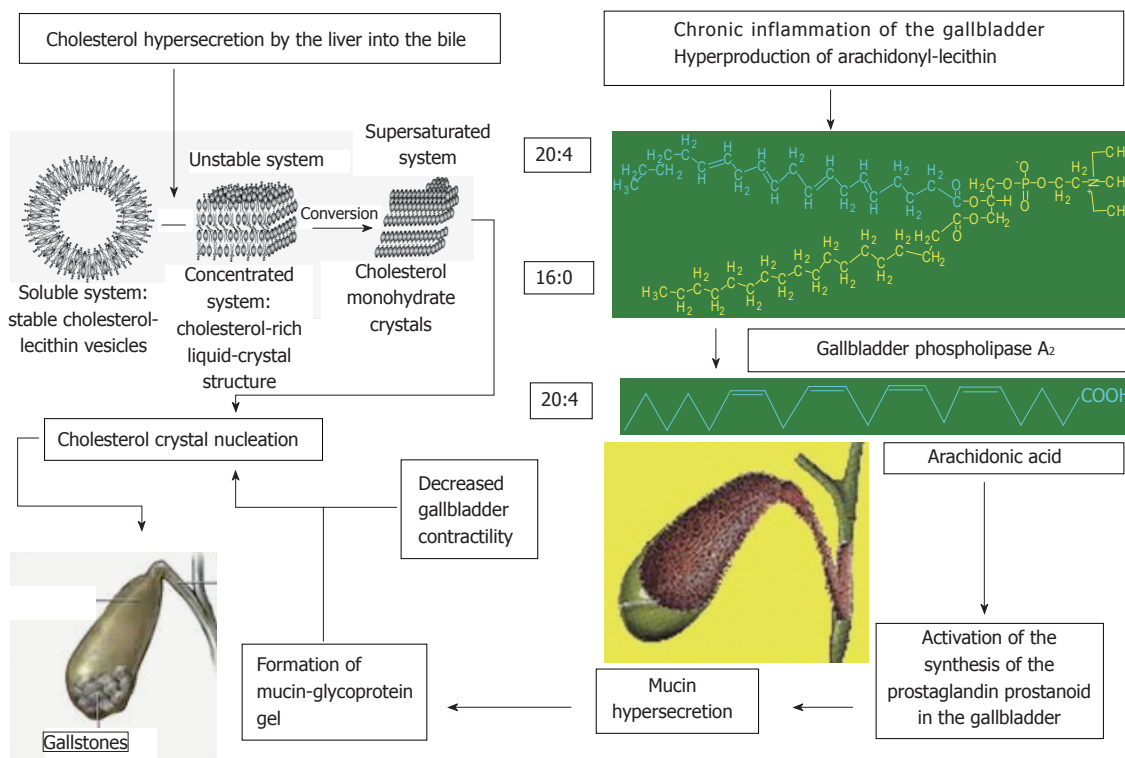 Cholesterol hypersecretion by the liver into the bile
Chronic inflammation of the gallbladder
Hyperproduction of arachidonyl-lecithin
Supersaturated
system
Unstable system
Conversion
Soluble system:
stable cholesterol-
lecithin vesicles
Concentrated
system:
cholesterol-rich
liquid-crystal
structure
Cholesterol
monohydrate
crystals
20:4
16:0
Gallbladder phospholipase A₂
20:4
COOH
Arachidonic acid
Cholesterol crystal nucleation
Decreased
gallbladder
contractility
Gallstones
Formation of
mucin-glycoprotein
gel
Mucin
hypersecretion
Activation of the
synthesis of the
prostaglandin prostanoid
in the gallbladder